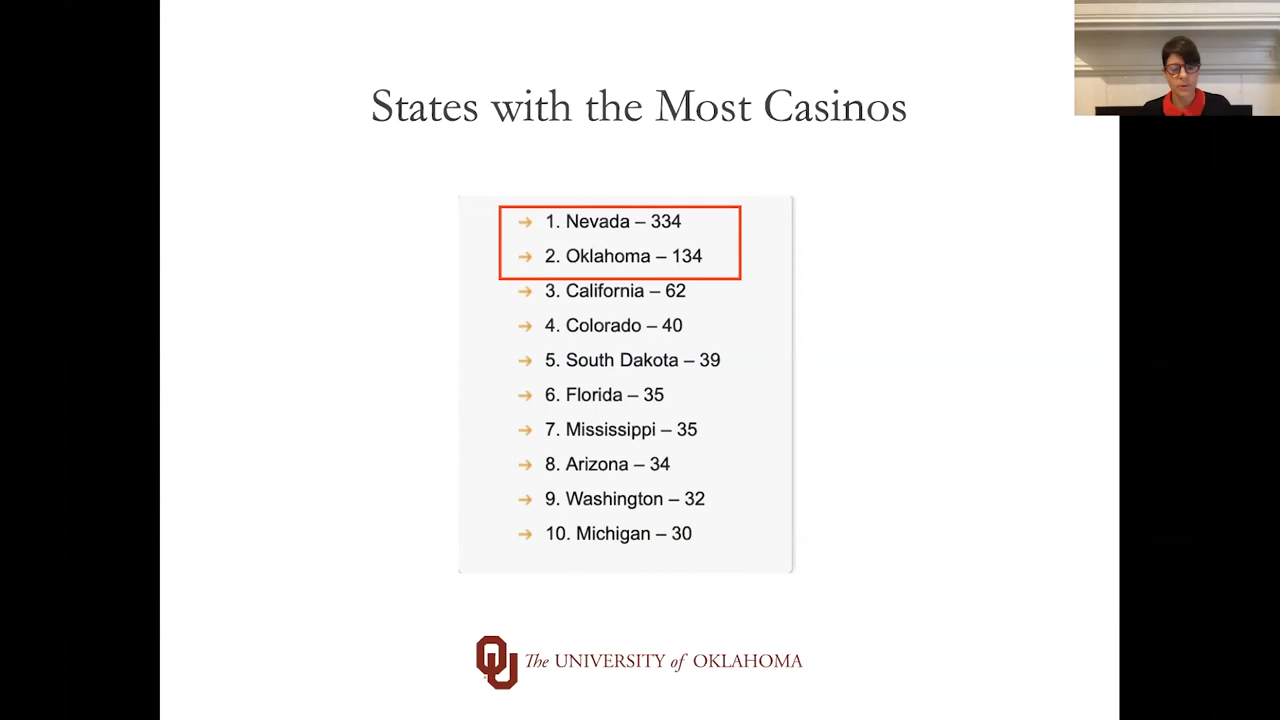 States with the Most Casinos
➔ 1. Nevada – 334
➔ 2. Oklahoma – 134
➔ 3. California – 62
➔ 4. Colorado – 40
➔ 5. South Dakota – 39
➔ 6. Florida – 35
➔ 7. Mississippi – 35
➔ 8. Arizona – 34
➔ 9. Washington – 32
➔ 10. Michigan – 30
OU The UNIVERSITY of OKLAHOMA